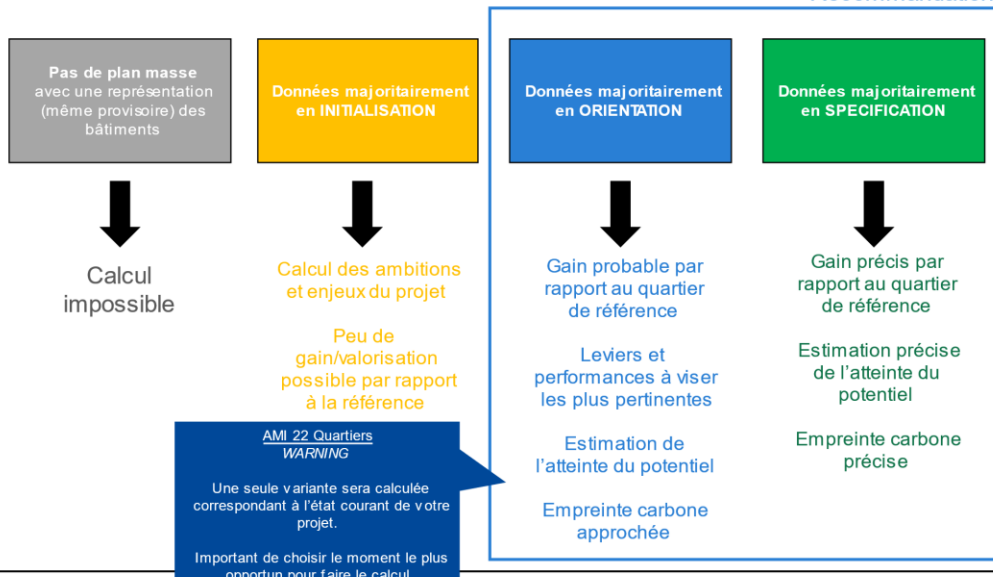 Pas de plan masse
avec une représentation
(même provisoire) des
bâtiments
Données majoritairement
en INITIALISATION
Données majoritairement
en ORIENTATION
Données majoritairement
en SPECIFICATION
Calcul
impossible
Calcul des ambitions
et enjeux du projet
Peu de
gain/valorisation
possible par rapport
à la référence
Gain probable par
rapport au quartier
de référence
Leviers et
performances à viser
les plus pertinentes
Estimation de
l'atteinte du potentiel
Empreinte carbone
approchée
Gain précis par
rapport au quartier
de référence
Estimation précise
de l'atteinte du
potentiel
Empreinte carbone
précise
AMI 22 Quartiers
WARNING
Une seule variante sera calculée
correspondant à l'état courant de votre
projet.
Important de choisir le moment le plus
opportun pour faire le calcul